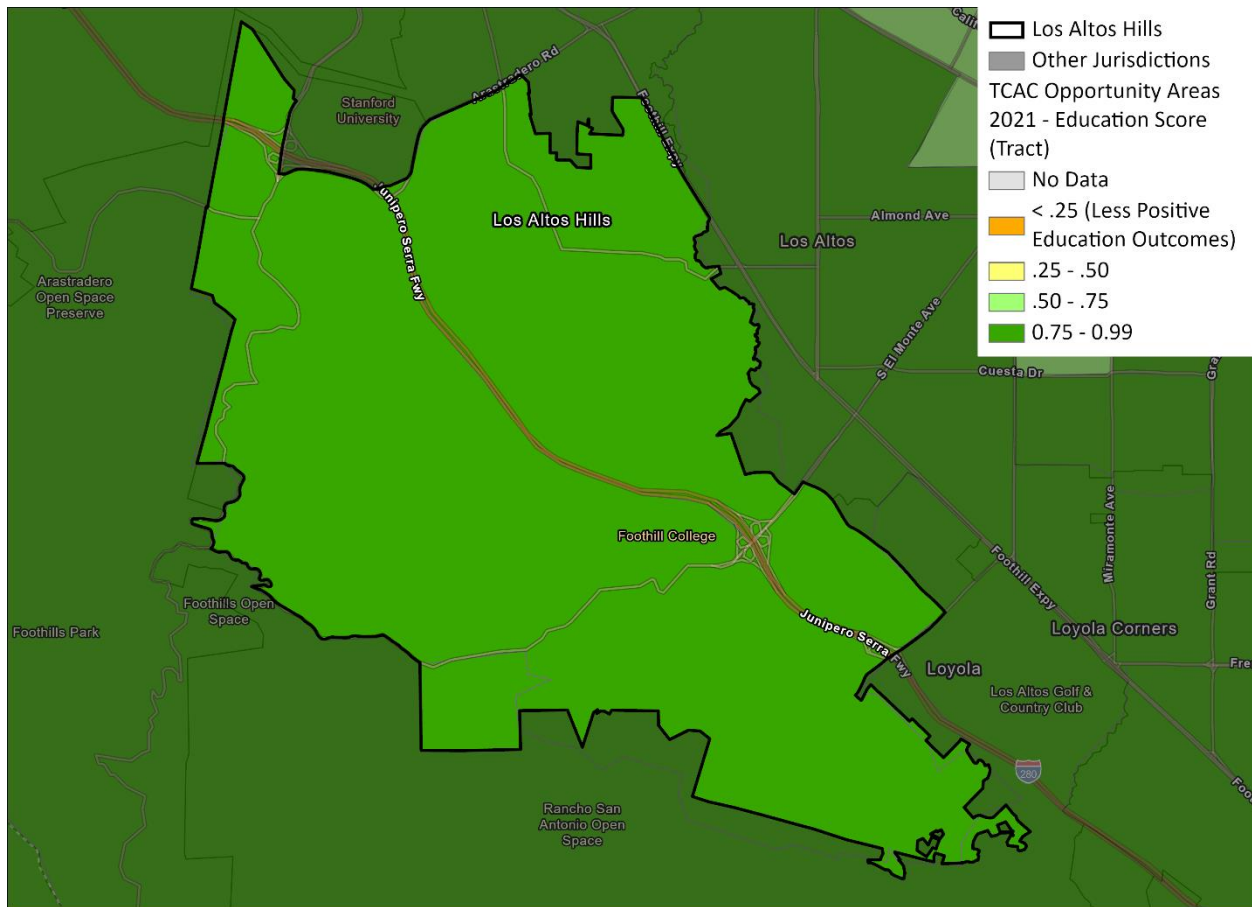 Los Altos Hills
Other Jurisdictions
TCAC Opportunity Areas
2021 - Education Score
(Tract)
No Data
< .25 (Less Positive
Education Outcomes)
.25 - .50
.50 - .75
0.75 - 0.99
Arastradero Rd
Stanford
University
Foothill Expy
Junipero Serra Fwy
Los Altos Hills
Almond Ave
Los Altos
Arastradero
Open Space
Preserve
S El Monte Ave
Cuesta Dr
Foothill College
Miramonte Ave
Grant Rd
Foothill Expy
Foothills Open
Space
Foothills Park
Junipero Serra Fwy
Loyola Corners
Loyola
Los Altos Golf &
Country Club
280
Rancho San
Antonio Open
Space